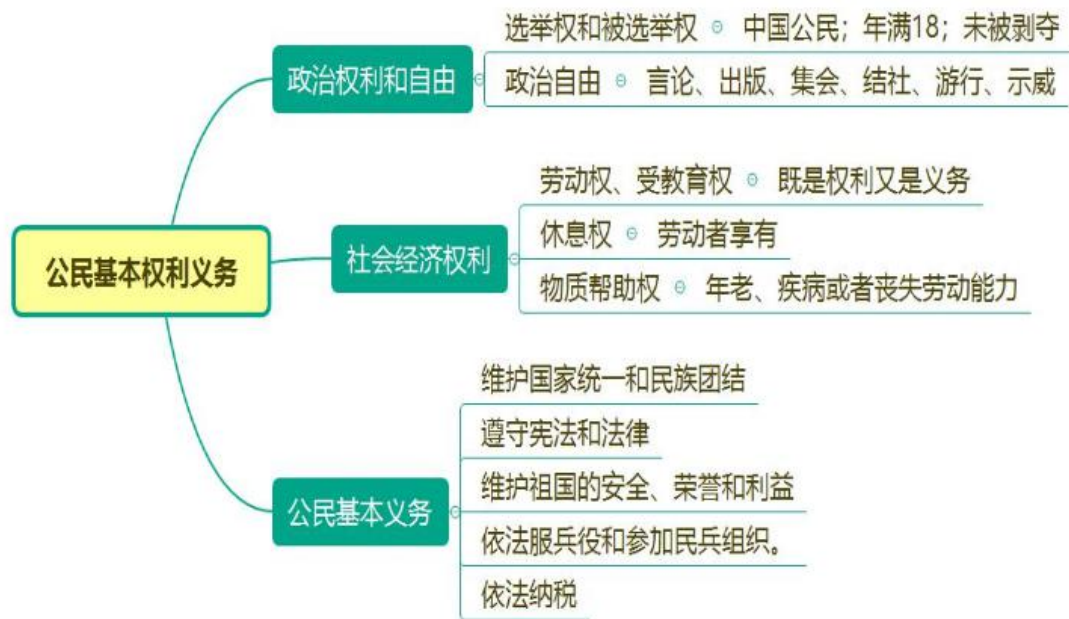 选举权和被选举权 中国公民；年满18；未被剥夺
政治权利和自由
政治自由 言论、出版、集会、结社、游行、示威
劳动权、受教育权 既是权利又是义务
公民基本权利义务
社会经济权利
休息权 劳动者享有
物质帮助权 年老、疾病或者丧失劳动能力
维护国家统一和民族团结
遵守宪法和法律
公民基本义务
维护祖国的安全、荣誉和利益
依法服兵役和参加民兵组织。
依法纳税